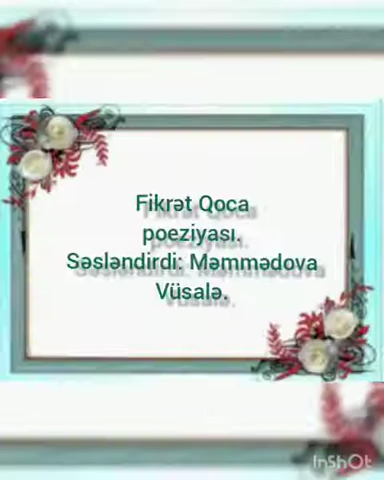 Fikrət Qoca
poeziyası.
Səsləndirdi: Məmmədova
Vüsalə.
InShOt